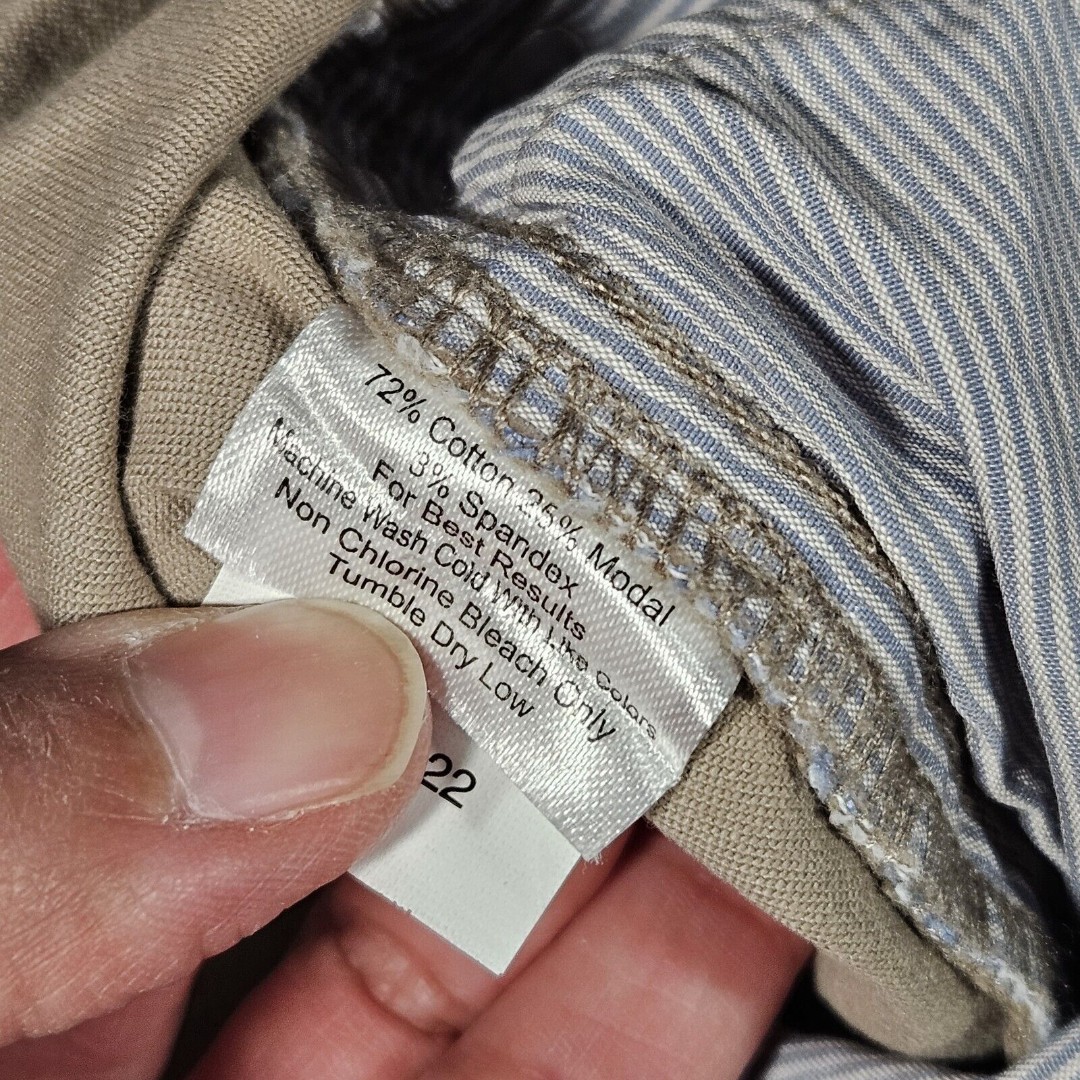 72% Cotton 25% Modal
3% Spandex
For Best Results
Machine Wash Cold With Like Colors
Non Chlorine Bleach Only
Tumble Dry Low
22